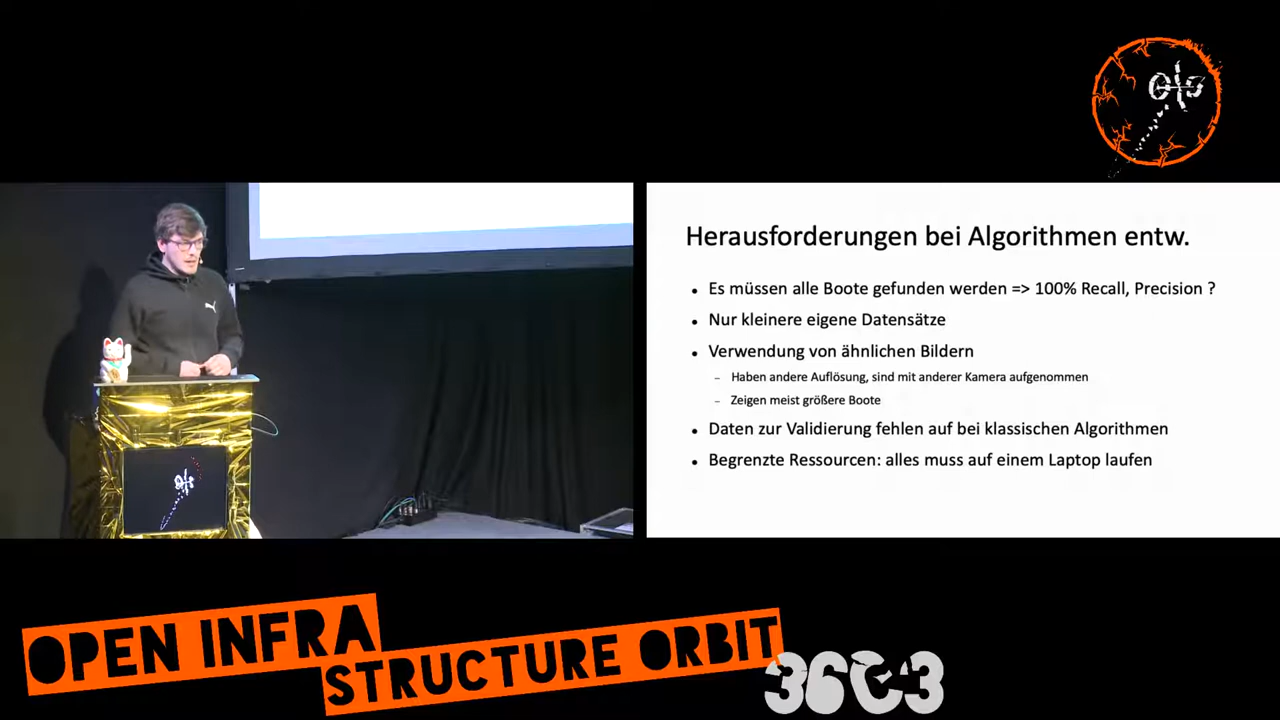 oio
Herausforderungen bei Algorithmen entw.
Es müssen alle Boote gefunden werden => 100% Recall, Precision ?
Nur kleinere eigene Datensätze
Verwendung von ähnlichen Bildern
Haben andere Auflösung, sind mit anderer Kamera aufgenommen
Zeigen meist größere Boote
Daten zur Validierung fehlen auf bei klassischen Algorithmen
Begrenzte Ressourcen: alles muss auf einem Laptop laufen
oio
OPEN INFRA
STRUCTURE ORBIT
36C3